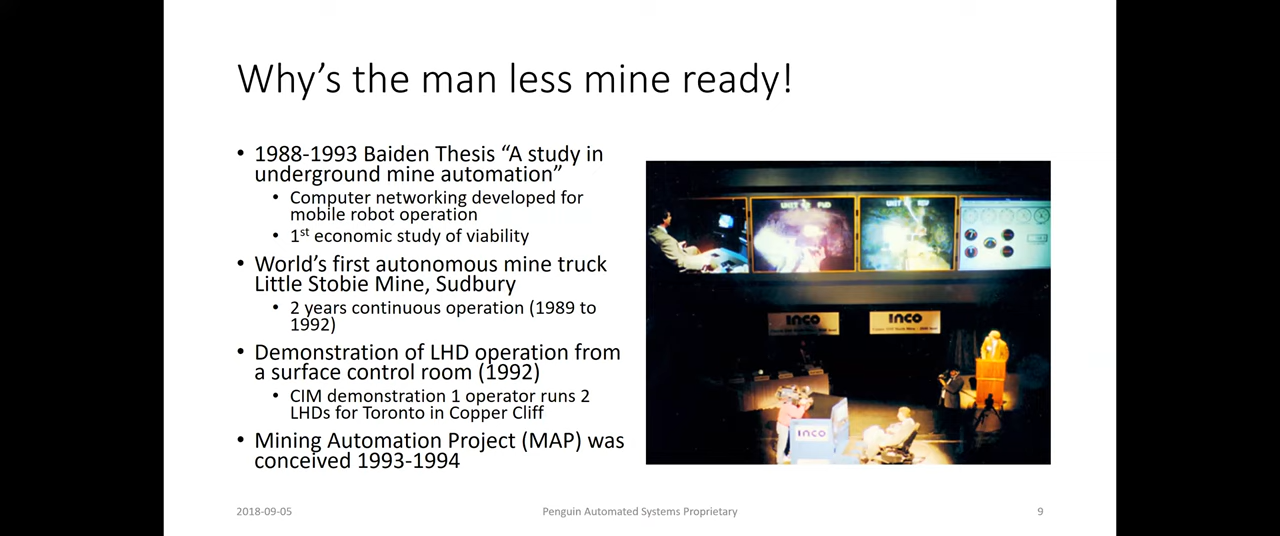 Why's the man less mine ready!
• 1988-1993 Baiden Thesis “A study in
underground mine automation”
• Computer networking developed for
mobile robot operation
• 1st economic study of viability
• World's first autonomous mine truck
Little Stobie Mine, Sudbury
• 2 years continuous operation (1989 to
1992)
• Demonstration of LHD operation from
a surface control room (1992)
• CIM demonstration 1 operator runs 2
LHDs for Toronto in Copper Cliff
• Mining Automation Project (MAP) was
conceived 1993-1994
UNIT FWD
UNIT
INCO
INCO
INCO
2018-09-05
Penguin Automated Systems Proprietary
9